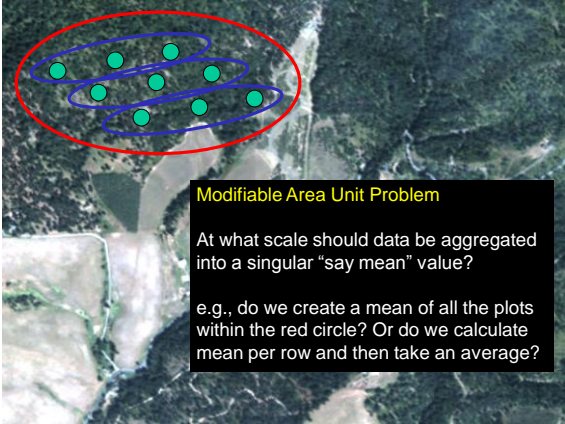 Modifiable Area Unit Problem
At what scale should data be aggregated
into a singular “say mean” value?
e.g., do we create a mean of all the plots
within the red circle? Or do we calculate
mean per row and then take an average?